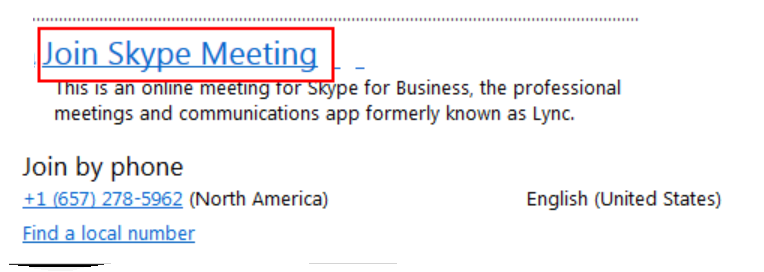 Join Skype Meeting
This is an online meeting for Skype for Business, the professional
meetings and communications app formerly known as Lync.
Join by phone
+1 (657) 278-5962 (North America) English (United States)
Find a local number